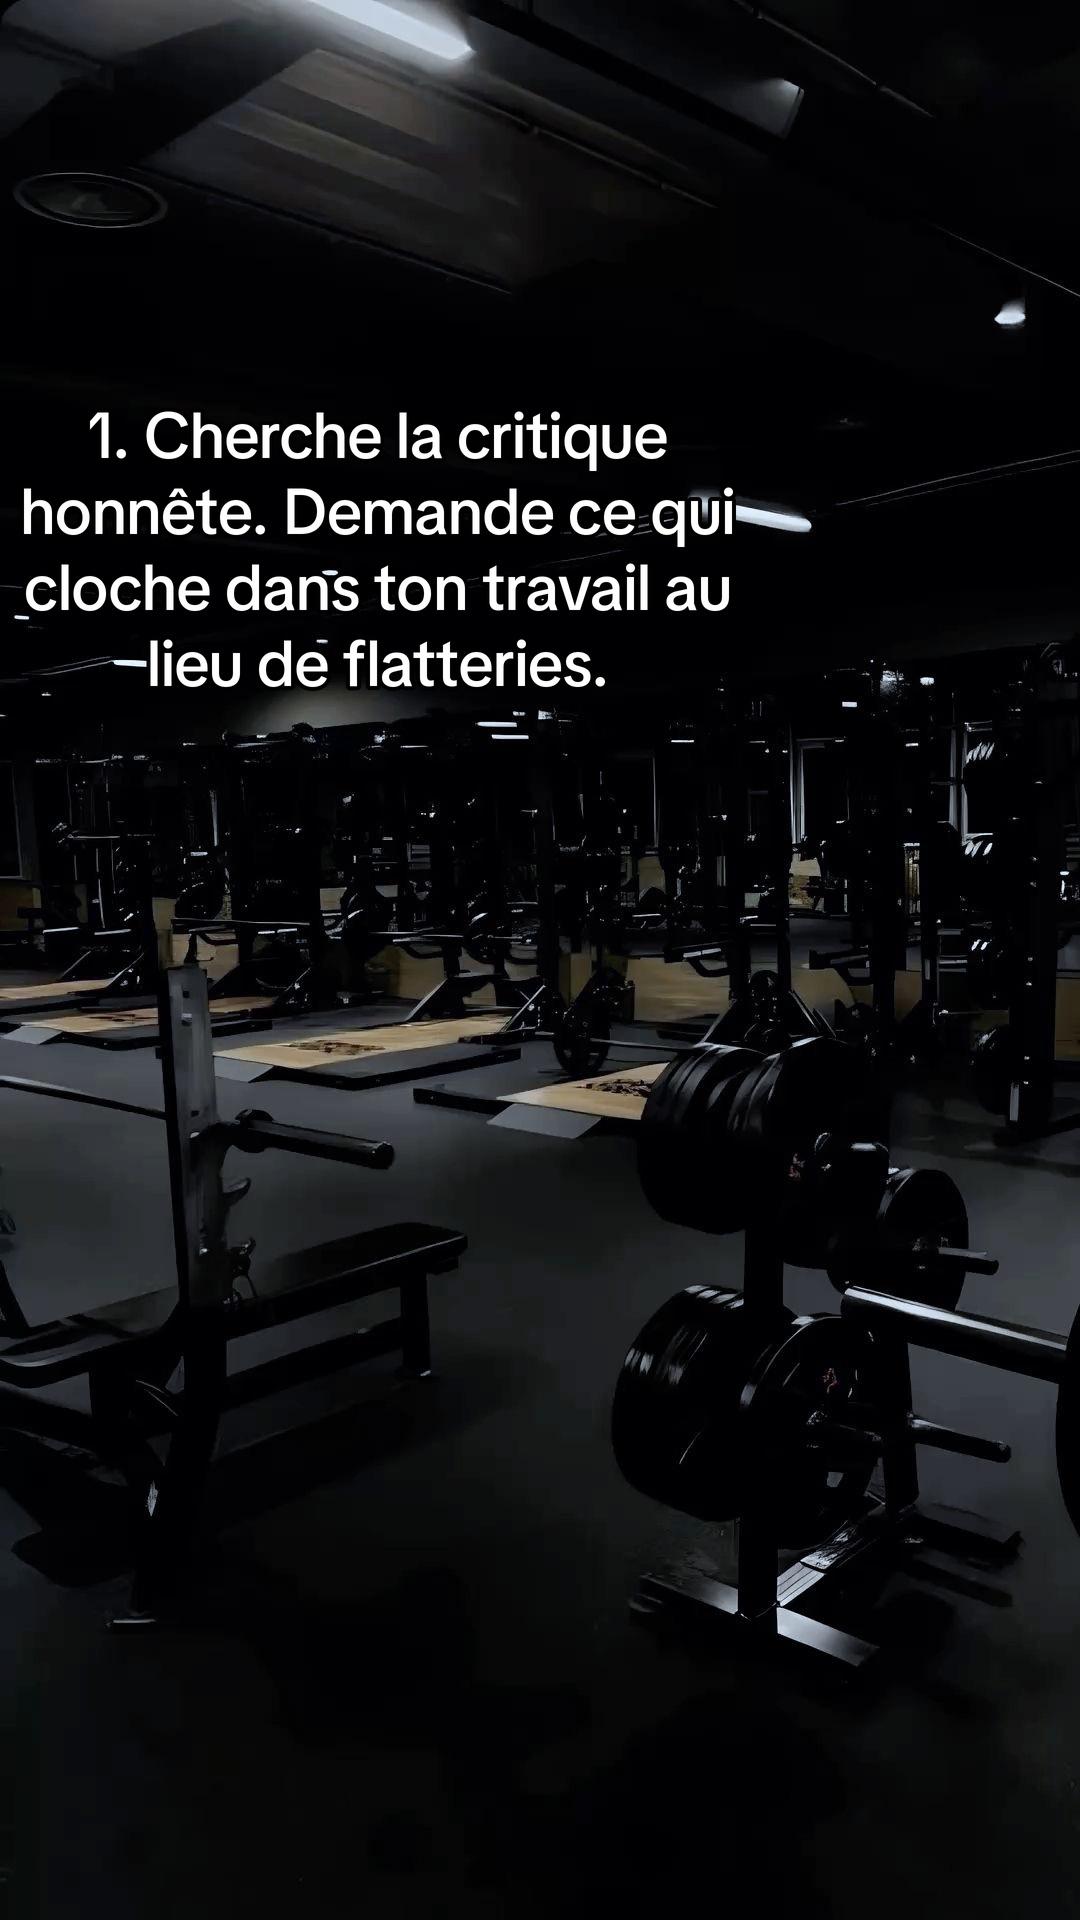 1. Cherche la critique
honnête. Demande ce qui
cloche dans ton travail au
lieu de flatteries.